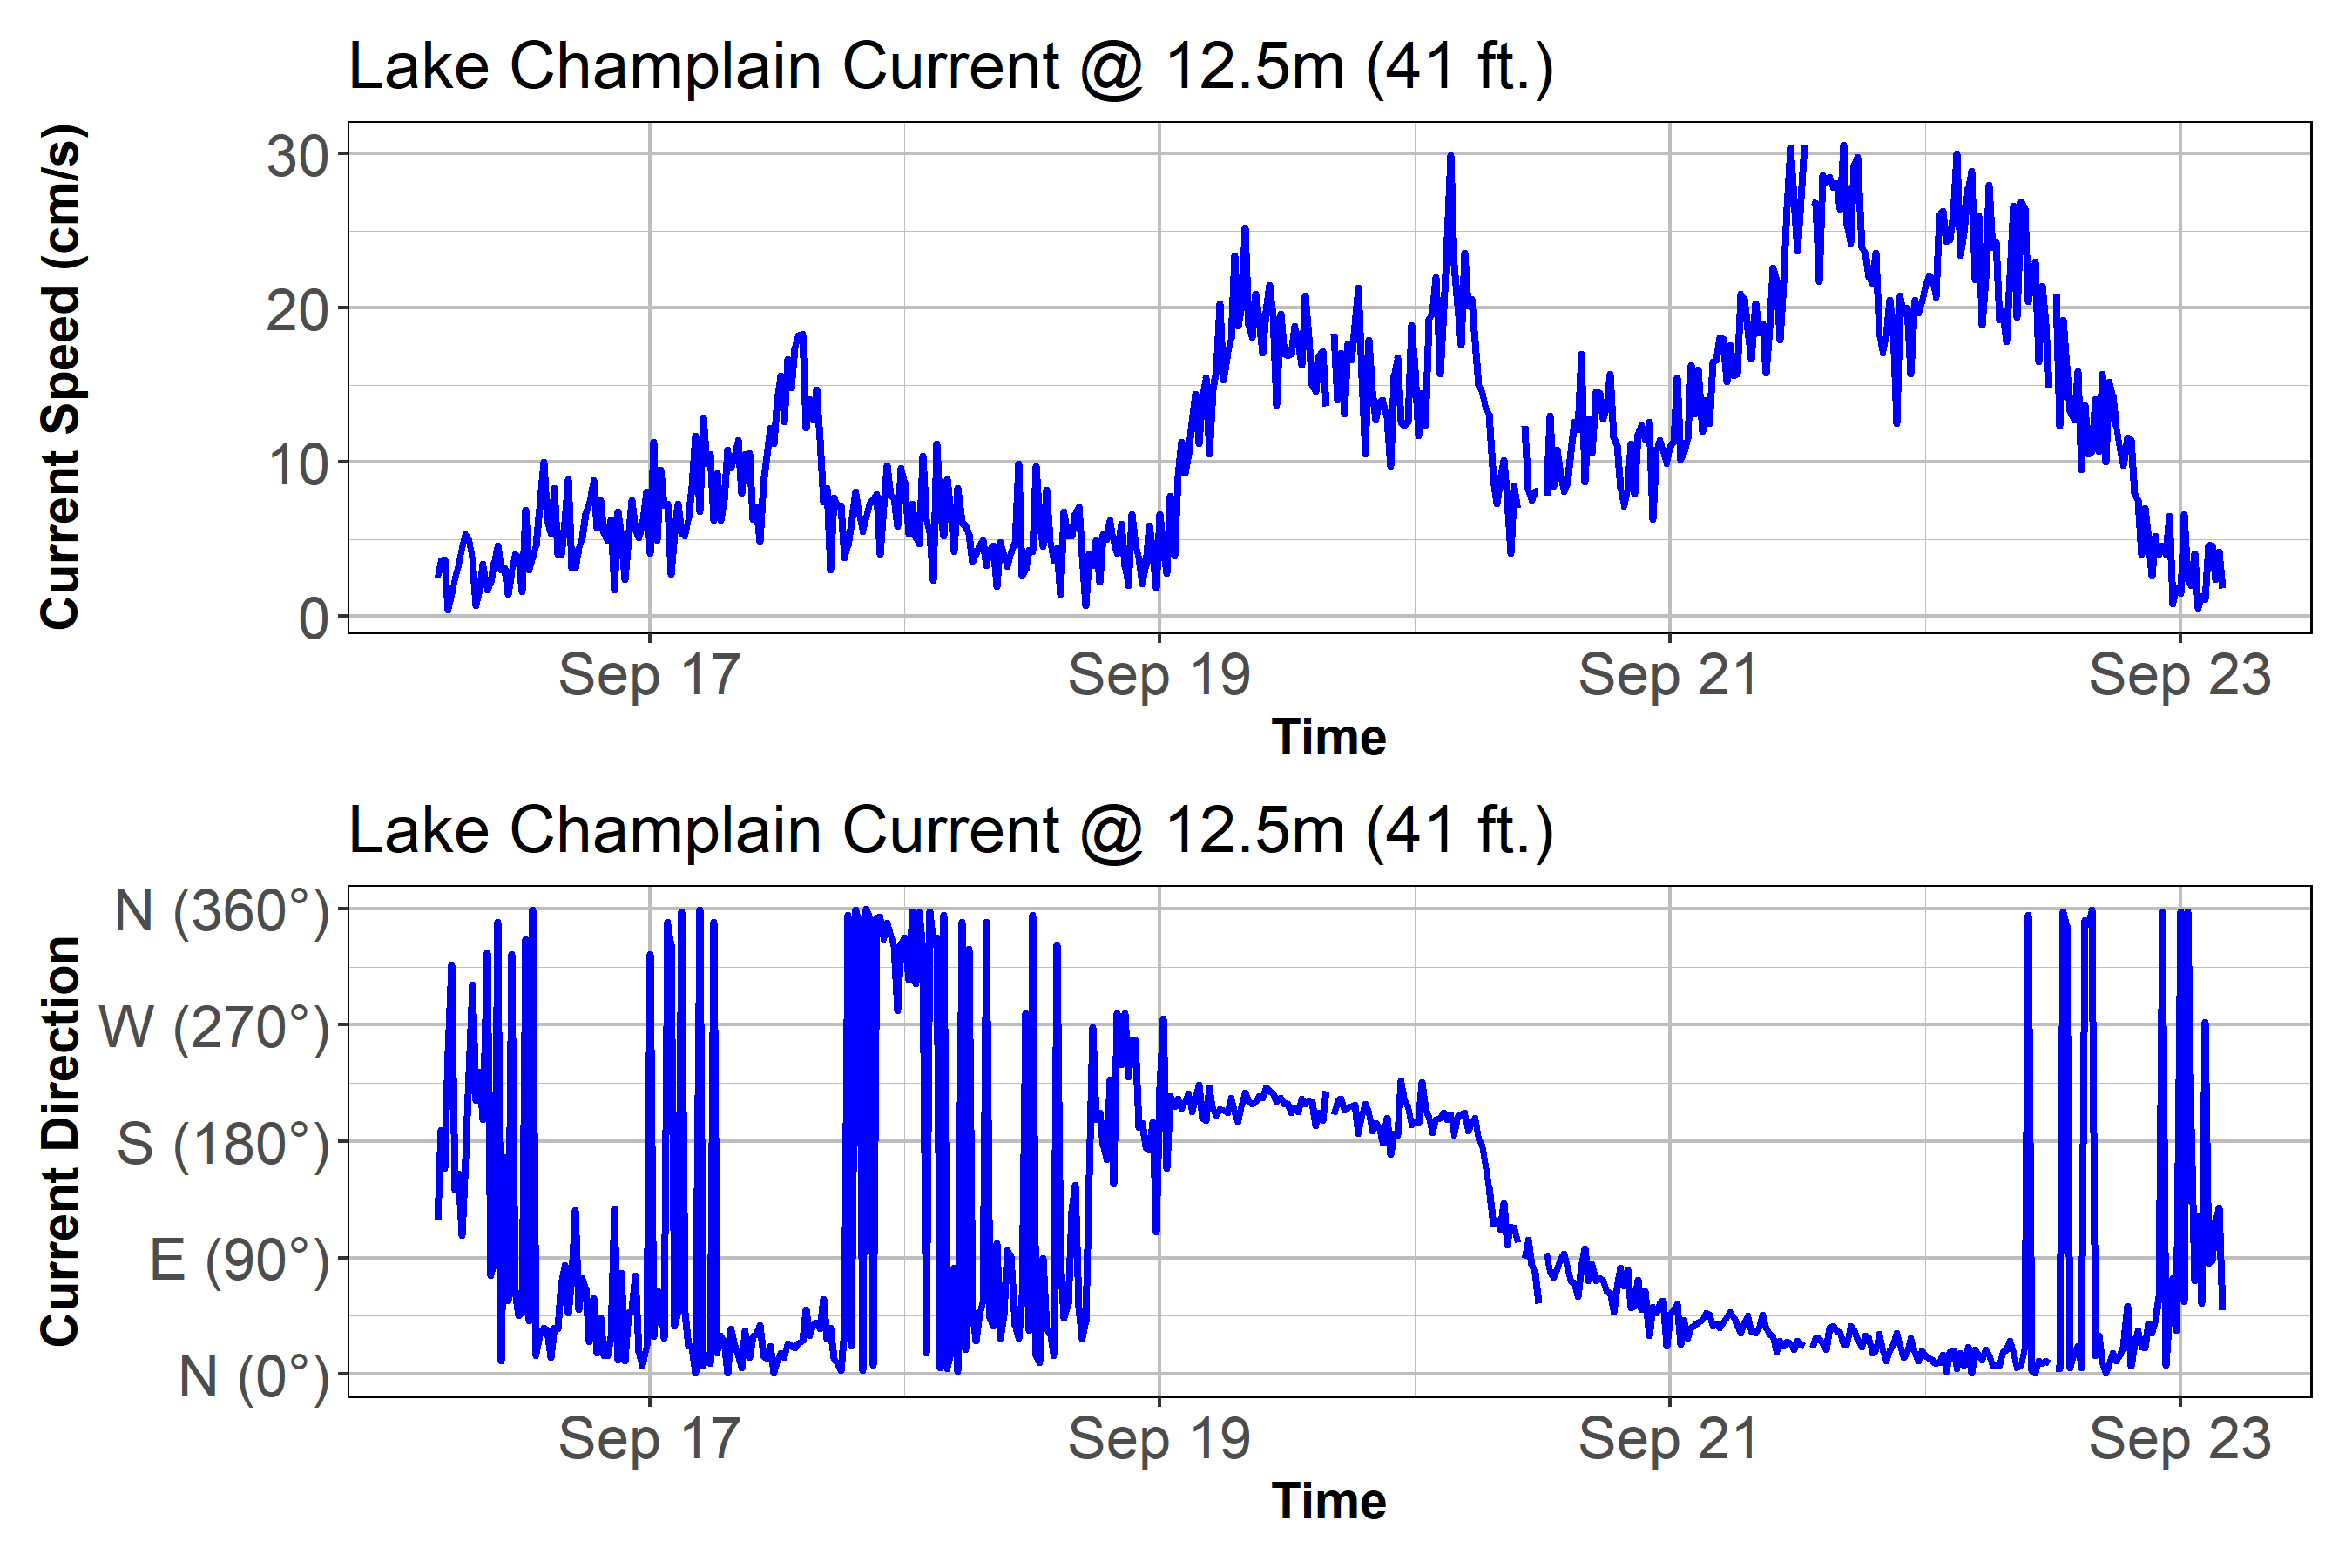 Lake Champlain Current @ 12.5m (41 ft.)
Current Speed (cm/s)
30
20
10
0
Sep 17 Sep 19 Sep 21 Sep 23
Time
Lake Champlain Current @ 12.5m (41 ft.)
Current Direction
N (360°)
W (270°)
S (180°)
E (90°)
N (0°)
Sep 17 Sep 19 Sep 21 Sep 23
Time